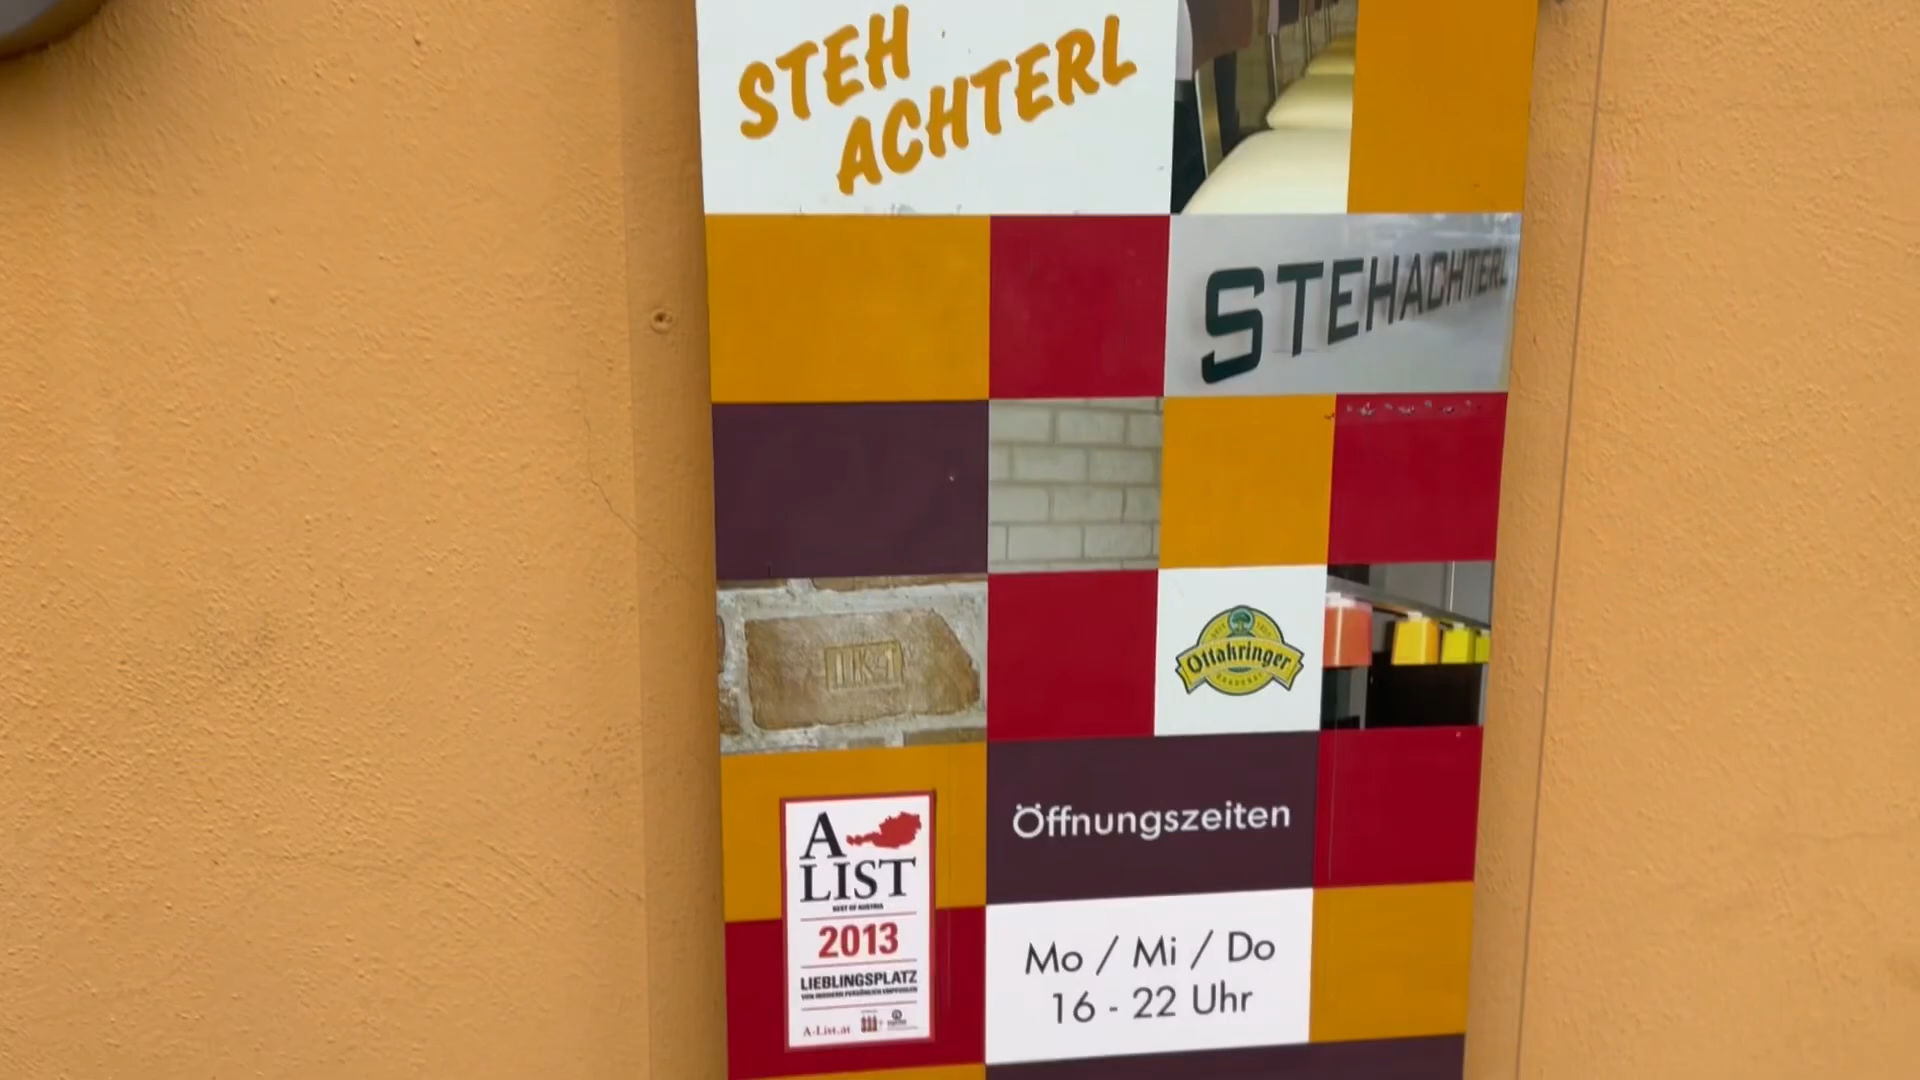 STEH
ACHTERL
STEHACHTERL
Ottakringer
A
LIST
BEST OF AUSTRIA
2013
LIEBLINGSPLATZ
A-List.at
Öffnungszeiten
Mo / Mi / Do
16 - 22 Uhr